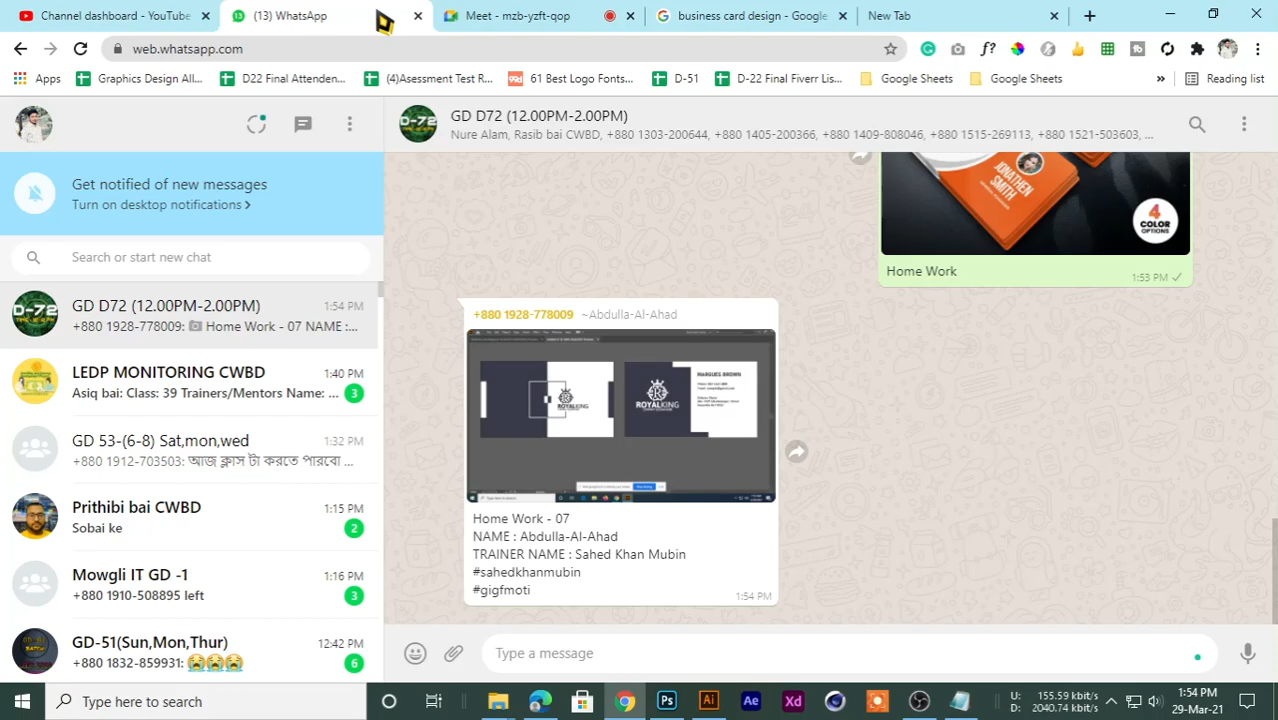 Channel dashboard - YouTube
(13) WhatsApp
Meet - mzb-yzft-qop
business card design - Google
New Tab
web.whatsapp.com
Apps
Graphics Design All...
D22 Final Attenden...
(4)Asessment Test R...
61 Best Logo Fonts...
D-51
D-22 Final Fiverr Lis...
Google Sheets
Google Sheets
Reading list
GD D72 (12.00PM-2.00PM)
Nure Alam, Rasib bai CWBD, +880 1303-200644, +880 1405-200366, +880 1409-808046, +880 1515-269113, +880 1521-503603, ...
Get notified of new messages
Turn on desktop notifications >
Search or start new chat
D-72
GD D72 (12.00PM-2.00PM)
1:54 PM
+880 1928-778009: Home Work - 07 NAME :...
LEDP MONITORING CWBD
1:40 PM
Asiq bai: Class: 39 Trainers/Mentors Name: ...
3
GD 53-(6-8) Sat,mon,wed
1:32 PM
+880 1912-703503: আজ ক্লাস টা করতে পারবো ...
Prithibi bai CWBD
1:15 PM
Sobai ke
2
Mowgli IT GD -1
1:16 PM
+880 1910-508895 left
3
GD-51(Sun,Mon,Thur)
12:42 PM
+880 1832-859931: 😭😭😭
6
JONATHEN
SMITH
4
COLOR
OPTIONS
Home Work
1:53 PM
+880 1928-778009 ~Abdulla-Al-Ahad
ROYALKING
ROYALKING
MARGUES BROWN
Home Work - 07
NAME : Abdulla-Al-Ahad
TRAINER NAME : Sahed Khan Mubin
#sahedkhanmubin
#gigfmoti
1:54 PM
Type a message
Type here to search
U: 155.59 kbit/s
D: 2040.74 kbit/s
1:54 PM
29-Mar-21